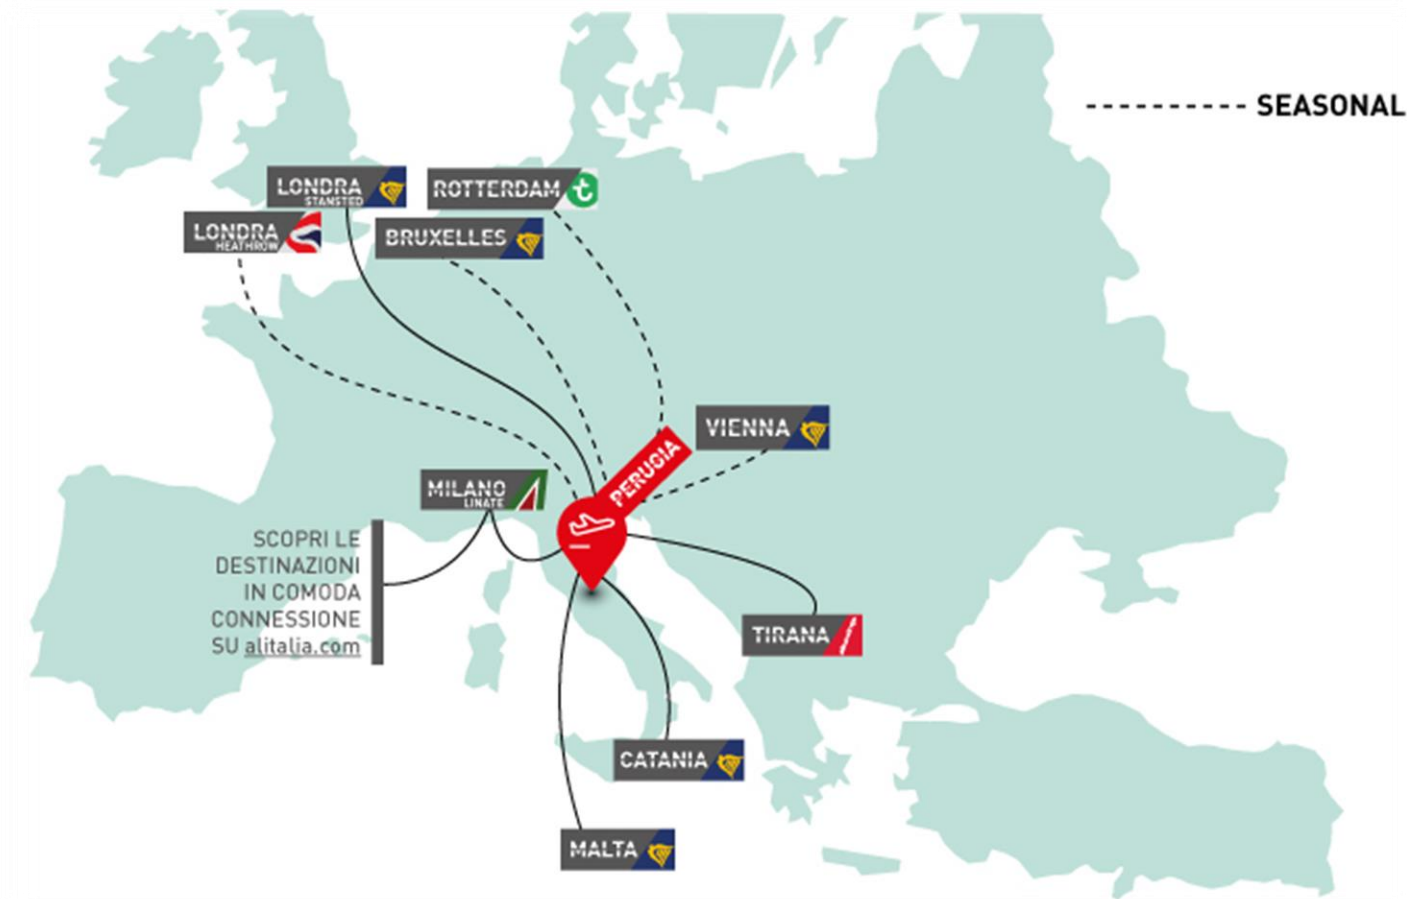 SEASONAL
LONDRA
STANSTED
ROTTERDAM
t
LONDRA
HEATHROW
BRUXELLES
VIENNA
PERUGIA
MILANO
LINATE
SCOPRI LE
DESTINAZIONI
IN COMODA
CONNESSIONE
SU alitalia.com
TIRANA
CATANIA
MALTA